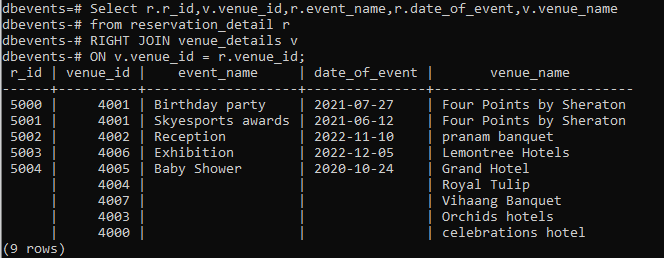 dbevents=# Select r.r_id,v.venue_id,r.event_name,r.date_of_event,v.venue_name
dbevents-# from reservation_detail r
dbevents-# RIGHT JOIN venue_details v
dbevents-# ON v.venue_id = r.venue_id;
 r_id | venue_id |   event_name    | date_of_event |       venue_name
------+----------+-----------------+---------------+-------------------------
 5000 |     4001 | Birthday party  | 2021-07-27    | Four Points by Sheraton
 5001 |     4001 | Skyesports awards | 2021-06-12    | Four Points by Sheraton
 5002 |     4002 | Reception       | 2022-11-10    | pranam banquet
 5003 |     4006 | Exhibition      | 2022-12-05    | Lemontree Hotels
 5004 |     4005 | Baby Shower     | 2020-10-24    | Grand Hotel
      |     4004 |                 |               | Royal Tulip
      |     4007 |                 |               | Vihaang Banquet
      |     4003 |                 |               | Orchids hotels
      |     4000 |                 |               | celebrations hotel
(9 rows)